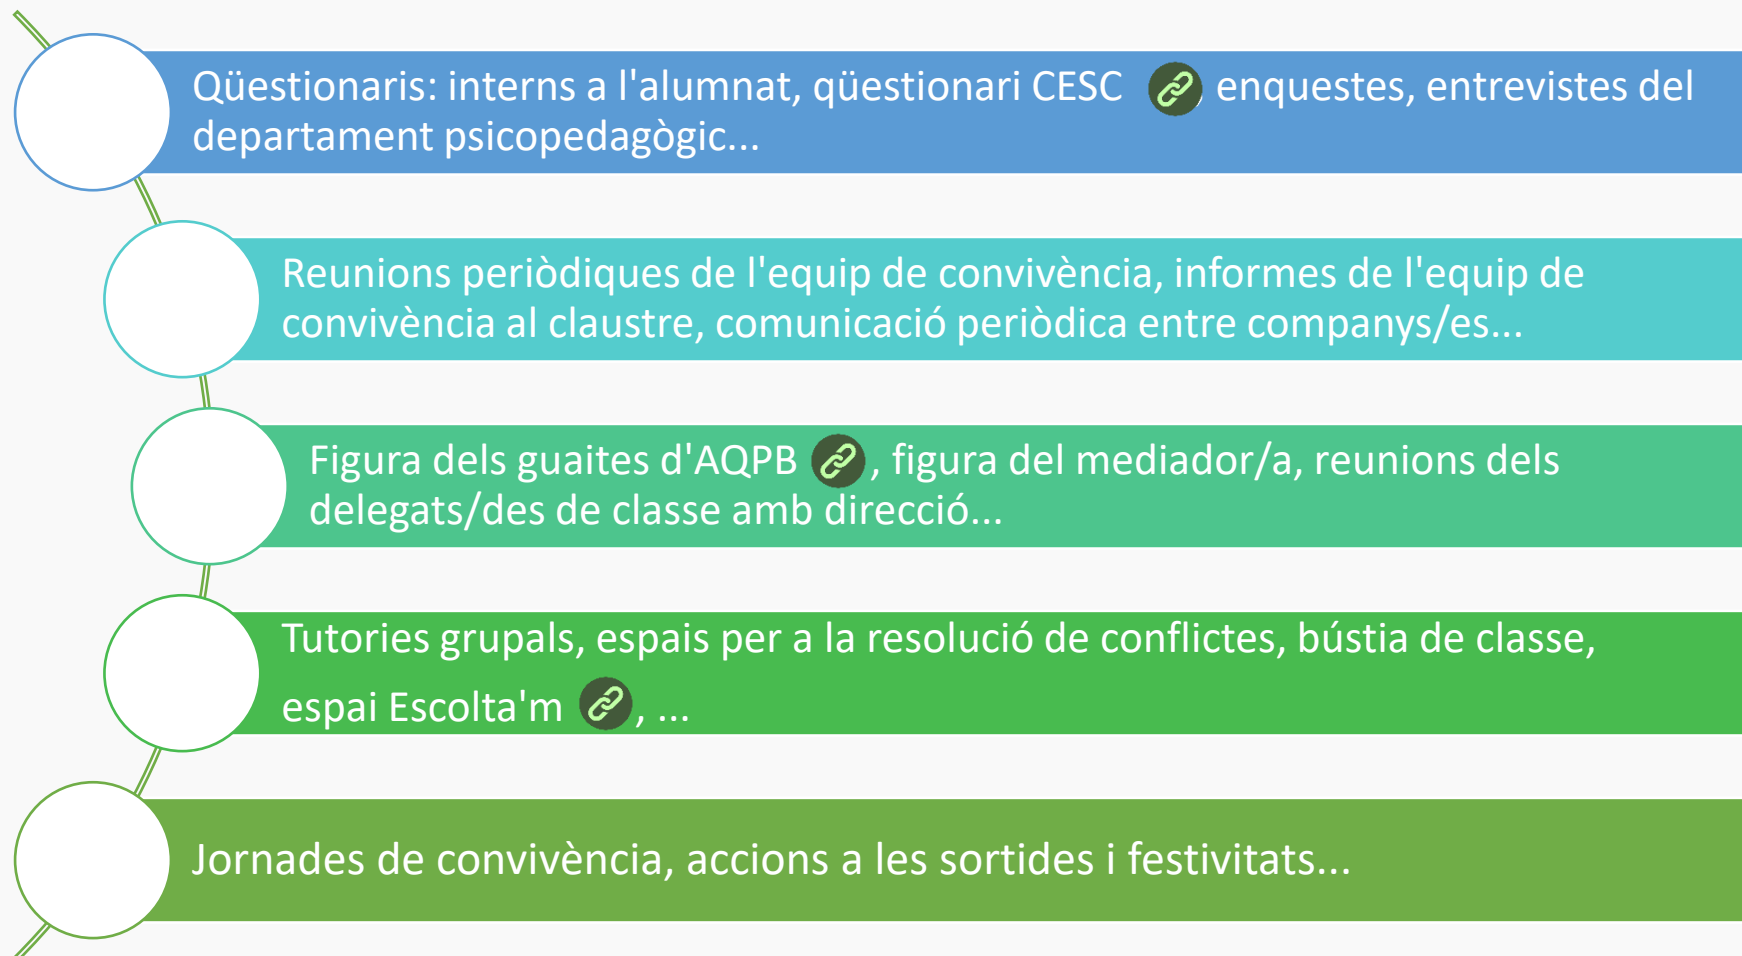 Qüestionaris: interns a l'alumnat, qüestionari CESC , enquestes, entrevistes del
departament psicopedagògic...
Reunions periòdiques de l'equip de convivència, informes de l'equip de
convivència al claustre, comunicació periòdica entre companys/es...
Figura dels guaites d'AQPB , figura del mediador/a, reunions dels
delegats/des de classe amb direcció...
Tutories grupals, espais per a la resolució de conflictes, bústia de classe,
espai Escolta'm , ...
Jornades de convivència, accions a les sortides i festivitats...